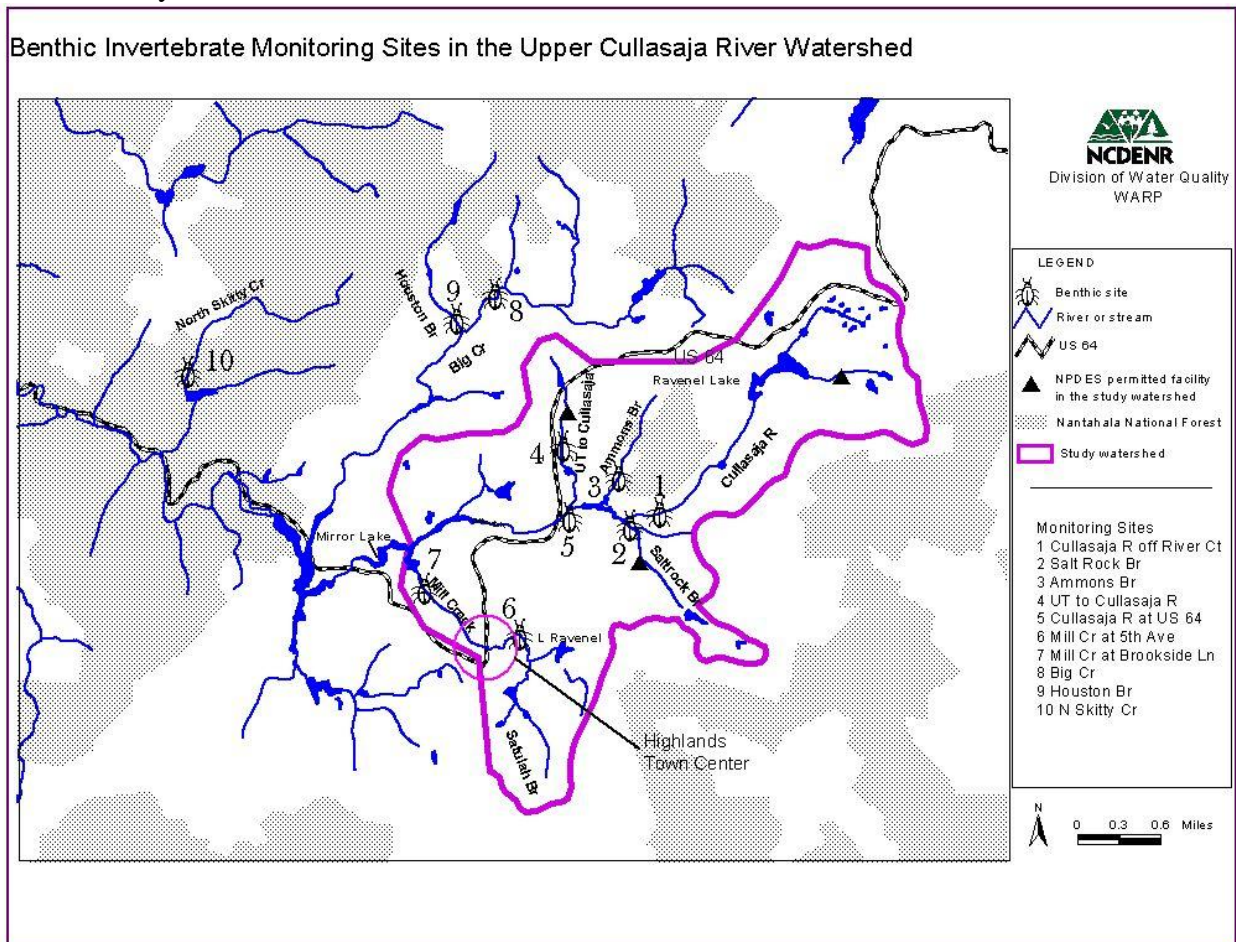 Benthic Invertebrate Monitoring Sites in the Upper Cullasaja River Watershed
NCDENR
Division of Water Quality
WARP
LEGEND
Benthic site
River or stream
US 64
NPDES permitted facility
in the study watershed
Nantahala National Forest
Study watershed
Monitoring Sites
1 Cullasaja R off River Ct
2 Salt Rock Br
3 Ammons Br
4 UT to Cullasaja R
5 Cullasaja R at US 64
6 Mill Cr at 5th Ave
7 Mill Cr at Brookside Ln
8 Big Cr
9 Houston Br
10 N Skitty Cr
N
0 0.3 0.6 Miles
North Skitty Cr
10
Houston Br
9
8
Big Cr
US 64
Ravenel Lake
UT to Cullasaja
4
Ammons Br
3
Cullasaja R
1
2
5
Saltrock Br
Mirror Lake
7
Mill Creek
6
L Ravenel
Satulah Br
Highlands
Town Center